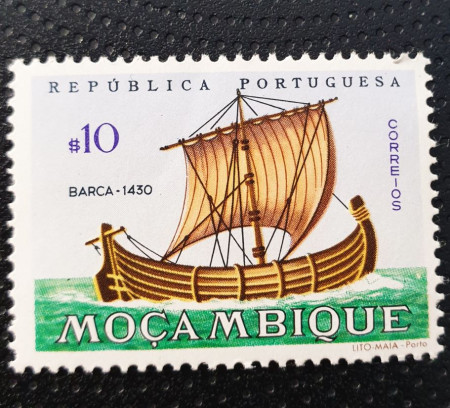 REPÚBLICA PORTUGUESA
$10
CORREIOS
BARCA-1430
MOÇAMBIQUE
LITO-MAIA-Porto